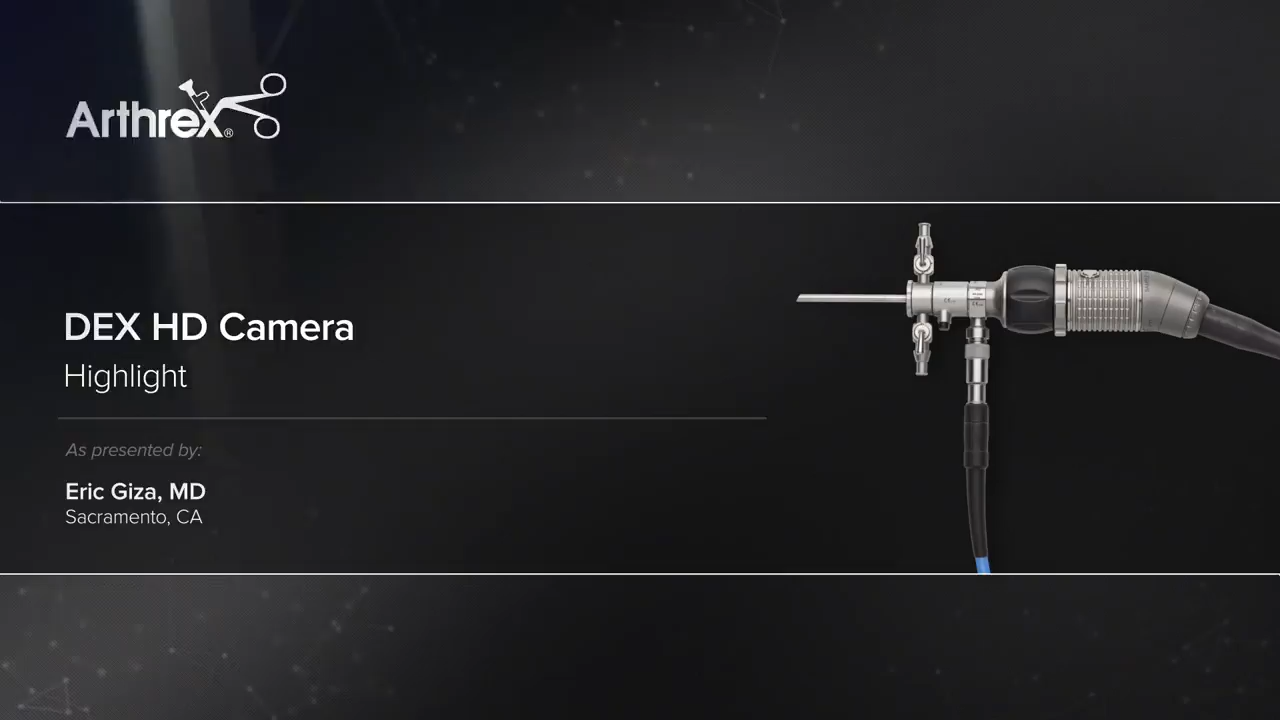 Arthrex®
DEX HD Camera
Highlight
As presented by:
Eric Giza, MD
Sacramento, CA